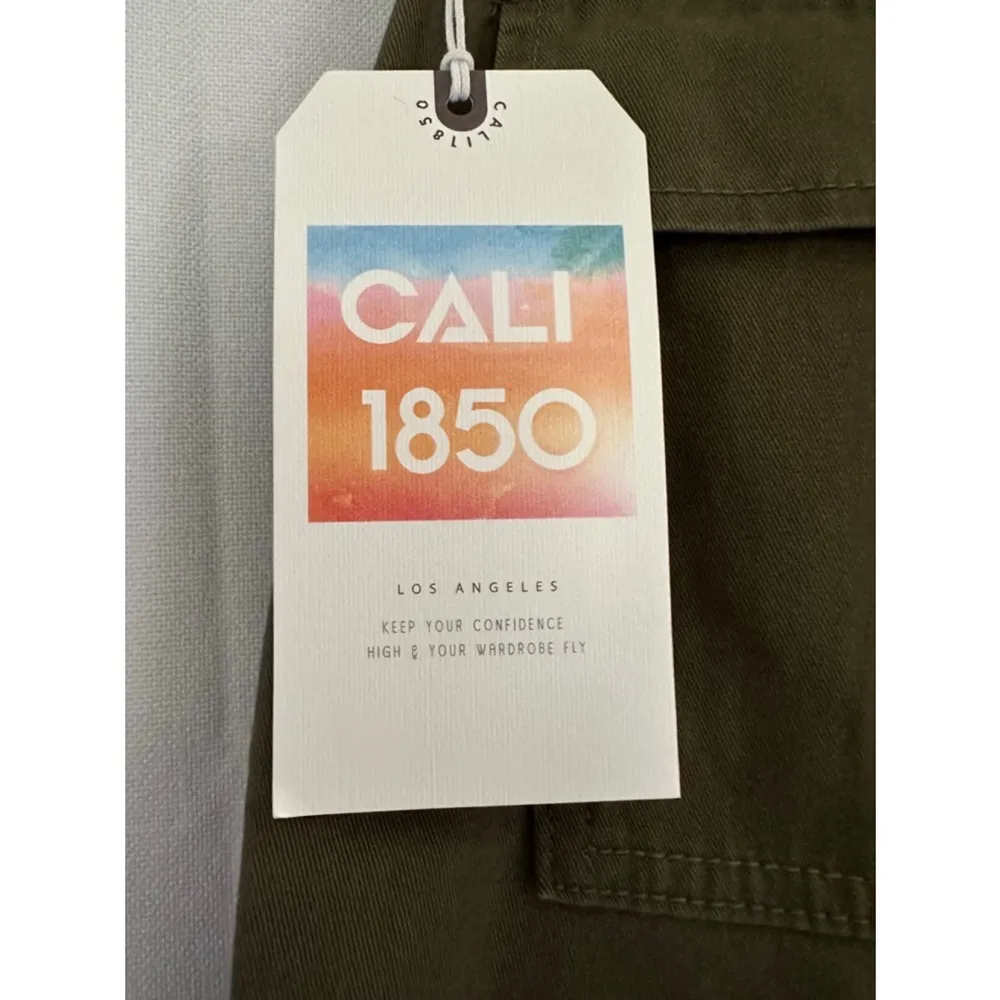 CALI1850
CALI
1850
LOS ANGELES
KEEP YOUR CONFIDENCE
HIGH & YOUR WARDROBE FLY